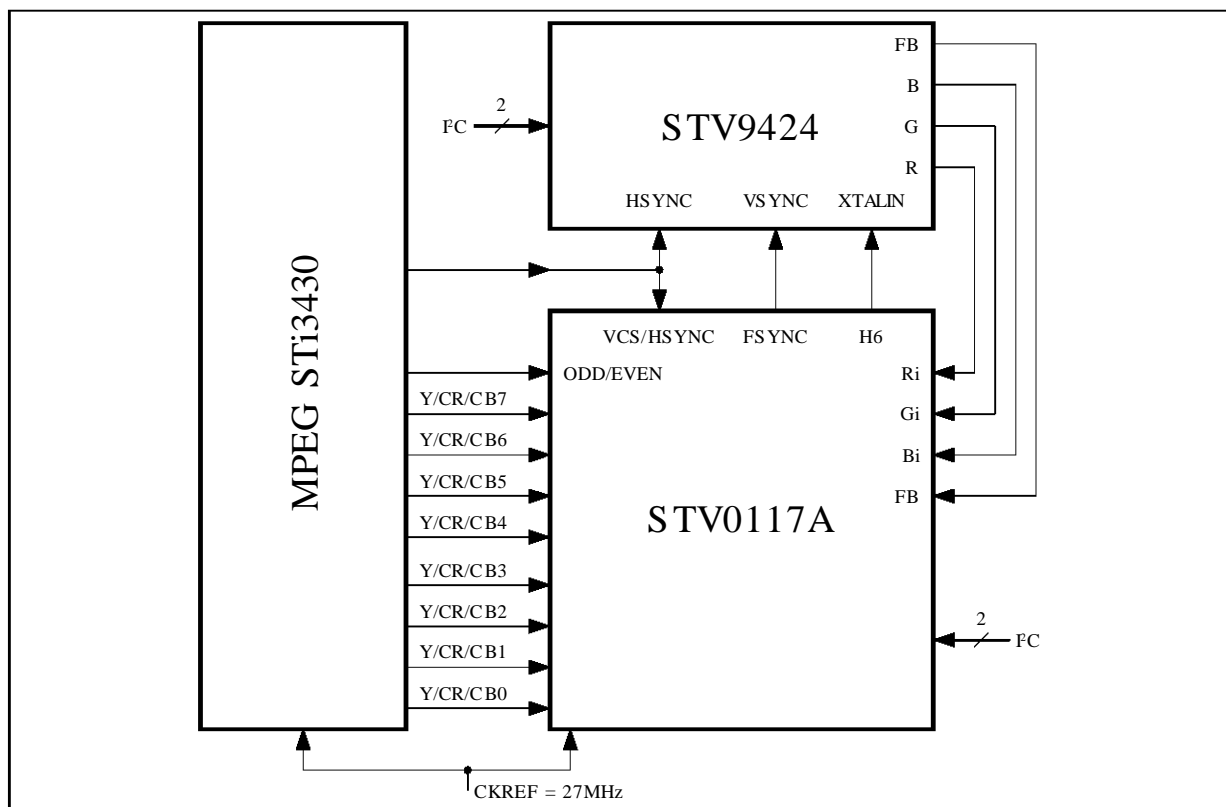 FB
B
2
I²C
STV9424
G
R
HSYNC VSYNC XTALIN
MPEG STi3430
VCS/HSYNC FSYNC H6
ODD/EVEN Ri
Y/CR/CB7
Gi
Y/CR/CB6
Bi
Y/CR/CB5
FB
STV0117A
Y/CR/CB4
Y/CR/CB3
Y/CR/CB2
2
I²C
Y/CR/CB1
Y/CR/CB0
CKREF = 27MHz